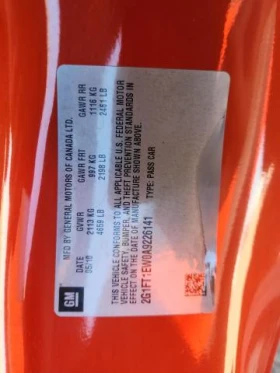 GM
MFD BY GENERAL MOTORS OF CANADA LTD.
DATE GVWR GAWR FRT GAWR RR
05/10 2113 KG 997 KG 1116 KG
4659 LB 2198 LB 2461 LB
THIS VEHICLE CONFORMS TO ALL APPLICABLE U.S. FEDERAL MOTOR
VEHICLE SAFETY, BUMPER, AND THEFT PREVENTION STANDARDS IN
EFFECT ON THE DATE OF MANUFACTURE SHOWN ABOVE.
2G1FT1EW0A9226141 TYPE: PASS CAR